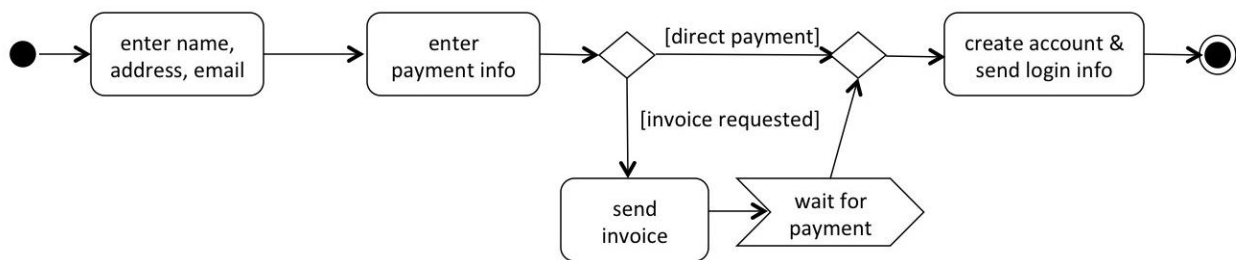 enter name,
address, email
enter
payment info
[direct payment]
create account &
send login info
[invoice requested]
send
invoice
wait for
payment